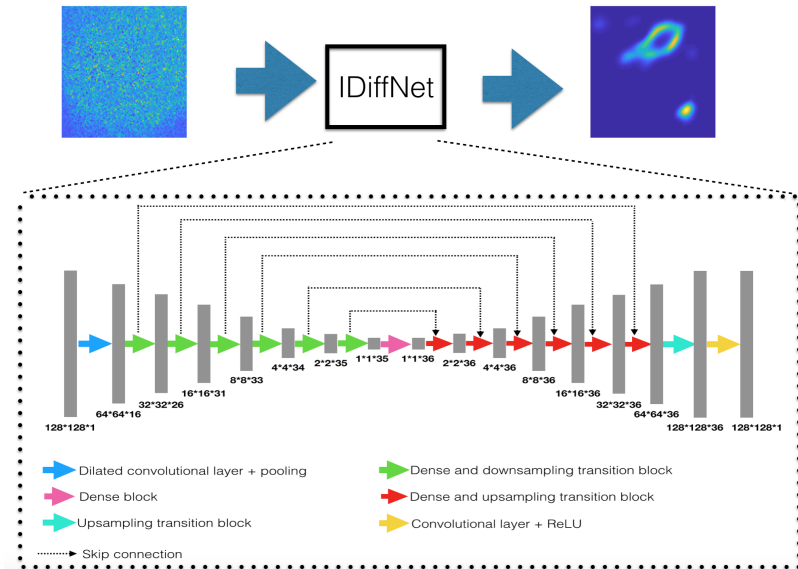 IDiffNet
128*128*1
64*64*16
32*32*26
16*16*31
8*8*33
4*4*34
2*2*35
1*1*35
1*1*36
2*2*36
4*4*36
8*8*36
16*16*36
32*32*36
64*64*36
128*128*36
128*128*1
Dilated convolutional layer + pooling
Dense and downsampling transition block
Dense block
Dense and upsampling transition block
Upsampling transition block
Convolutional layer + ReLU
Skip connection